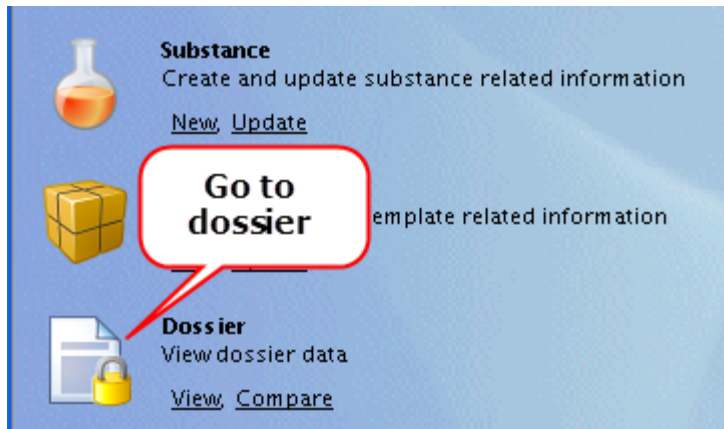 Substance
Create and update substance related information
New, Update
Go to
dossier
emplate related information
Dossier
View dossier data
View, Compare